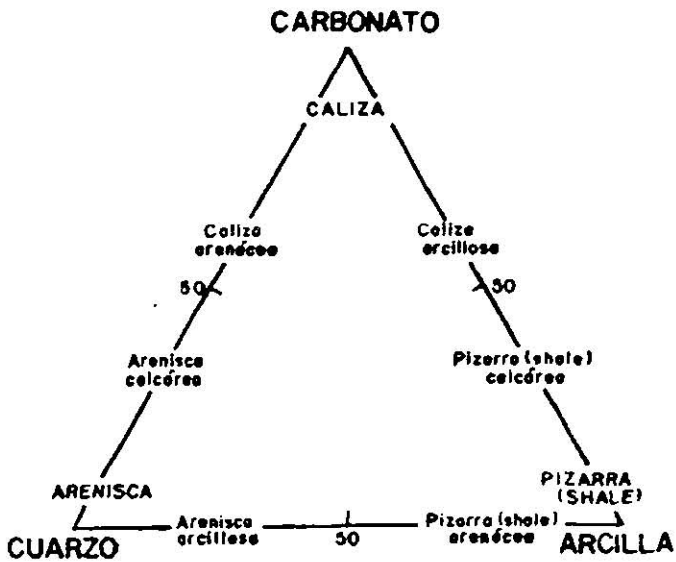 CARBONATO
CALIZA
Caliza
arenácea
Caliza
arcillosa
50
50
Arenisca
calcárea
Pizarra (shale)
calcárea
ARENISCA
PIZARRA
(SHALE)
Arenisca
arcillosa
50
Pizarra (shale)
arenácea
CUARZO
ARCILLA